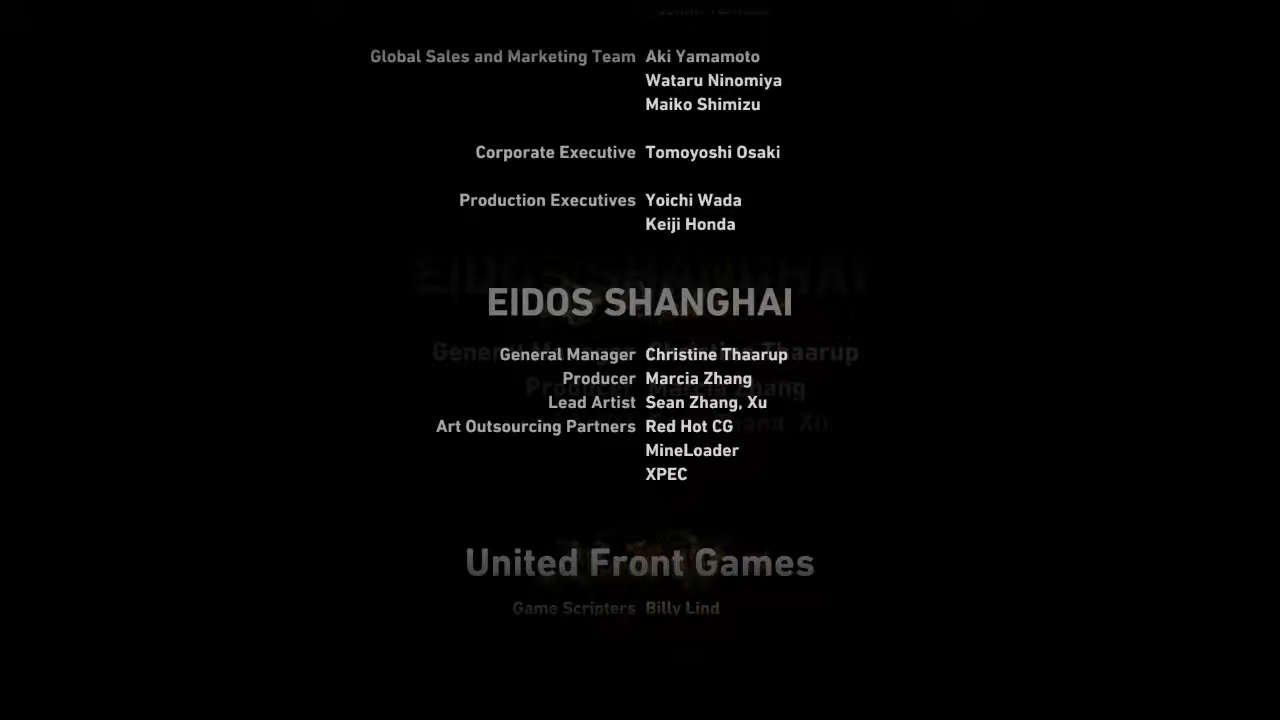 Global Sales and Marketing Team Aki Yamamoto
Wataru Ninomiya
Maiko Shimizu
Corporate Executive Tomoyoshi Osaki
Production Executives Yoichi Wada
Keiji Honda
EIDOS SHANGHAI
General Manager Christine Thaarup
Producer Marcia Zhang
Lead Artist Sean Zhang, Xu
Art Outsourcing Partners Red Hot CG
MineLoader
XPEC
United Front Games
Game Scripters Billy Lind